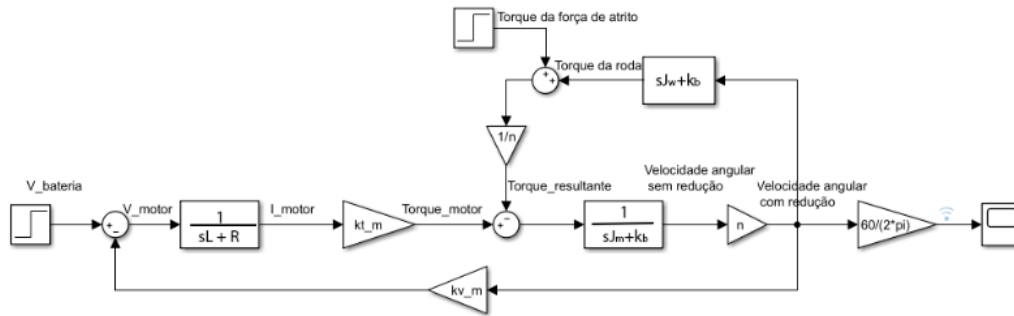 Torque da força de atrito
+
+
Torque da roda
sJw+kb
1/n
V_bateria
V_motor
I_motor
Torque_motor
Torque_resultante
Velocidade angular
sem redução
Velocidade angular
com redução
+
−
1
sL + R
kt_m
−
+
1
sJm+kb
n
60/(2*pi)
kv_m